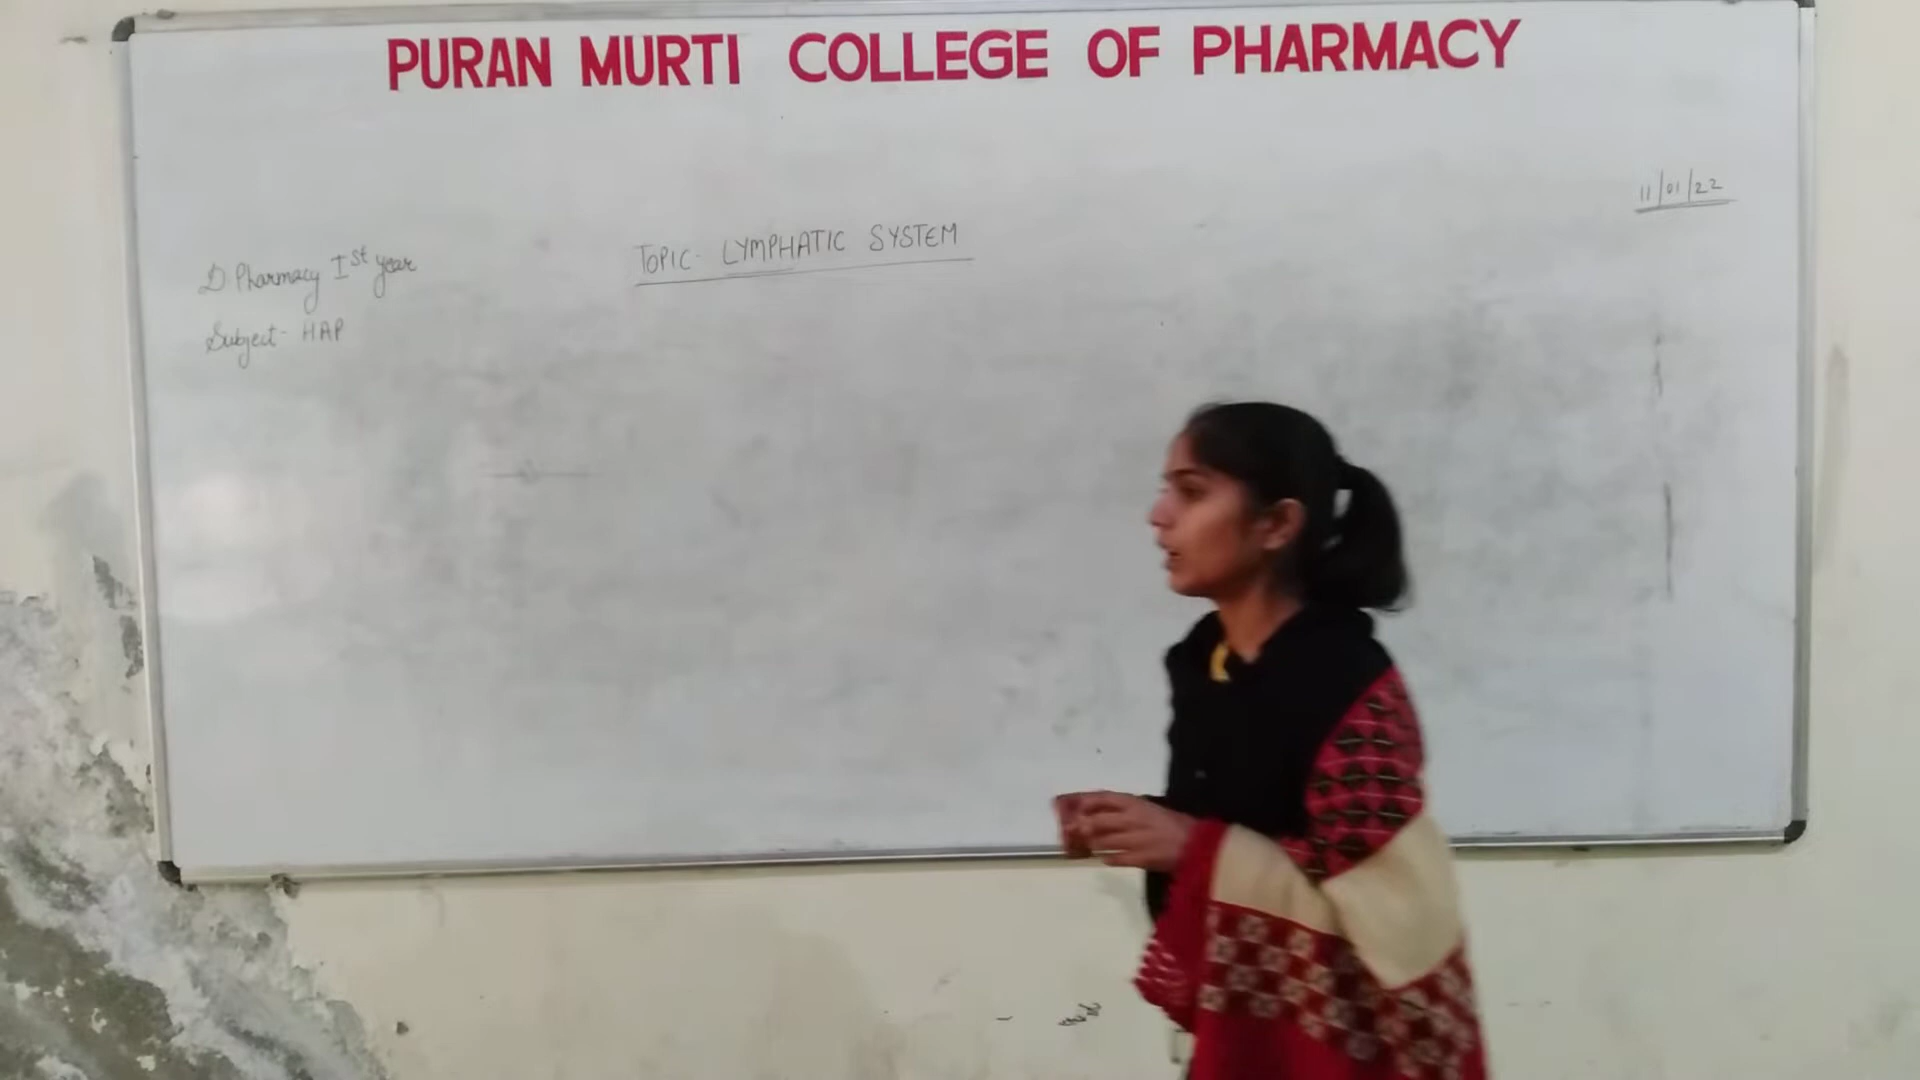 PURAN MURTI COLLEGE OF PHARMACY
11/01/22
TOPIC- LYMPHATIC SYSTEM
D. Pharmacy Ist year
Subject- HAP